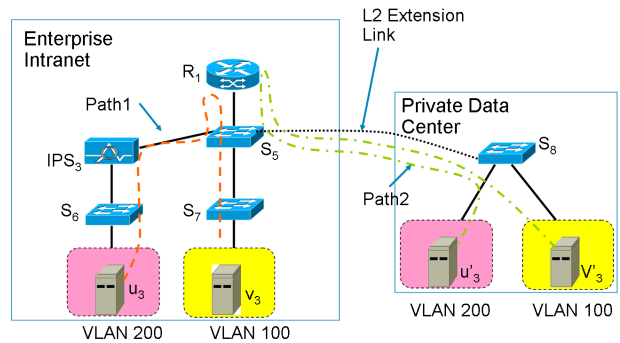 L2 Extension
Link
Enterprise
Intranet
R1
Path1
Private Data
Center
IPS3
S5
S8
Path2
S6
S7
u3
v3
u'3
V'3
VLAN 200
VLAN 100
VLAN 200
VLAN 100